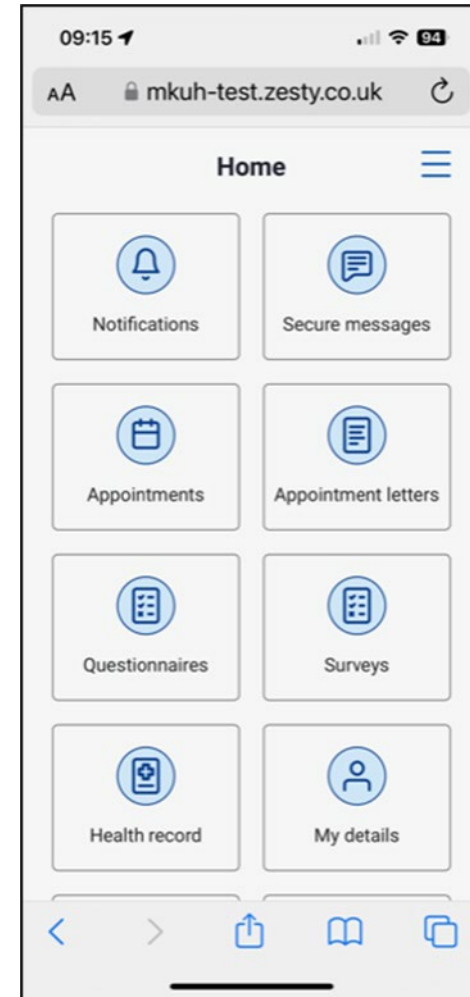 09:15 94
AA mkuh-test.zesty.co.uk
Home
Notifications Secure messages
Appointments Appointment letters
Questionnaires Surveys
Health record My details